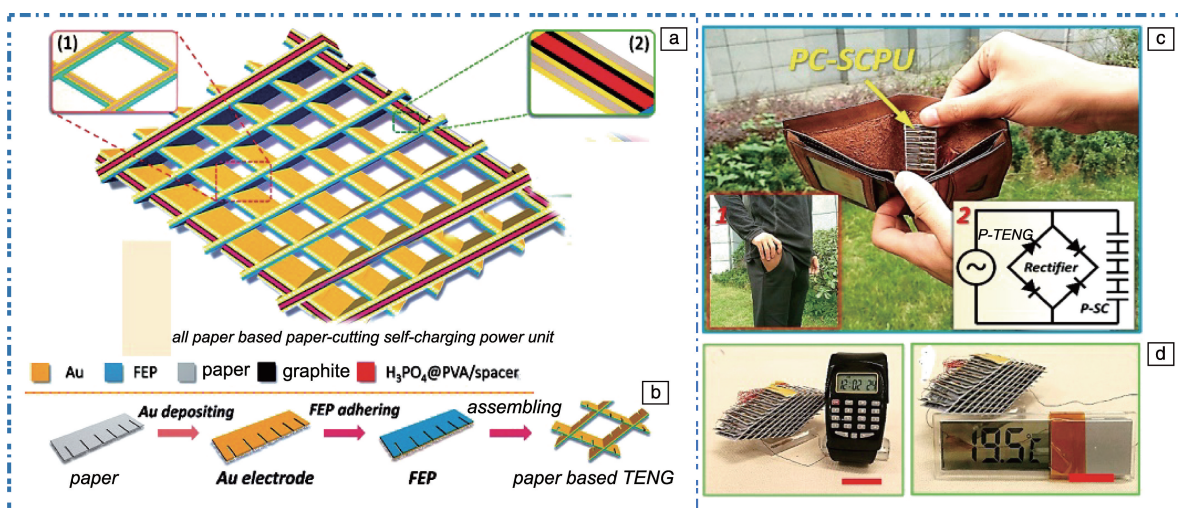 (1)
(2)
a
all paper based paper-cutting self-charging power unit
Au
FEP
paper
graphite
H₃PO₄@PVA/spacer
b
Au depositing
FEP adhering
assembling
paper
Au electrode
FEP
paper based TENG
c
PC-SCPU
1
2
P-TENG
~
Rectifier
P-SC
d
12:02 24
19.5℃